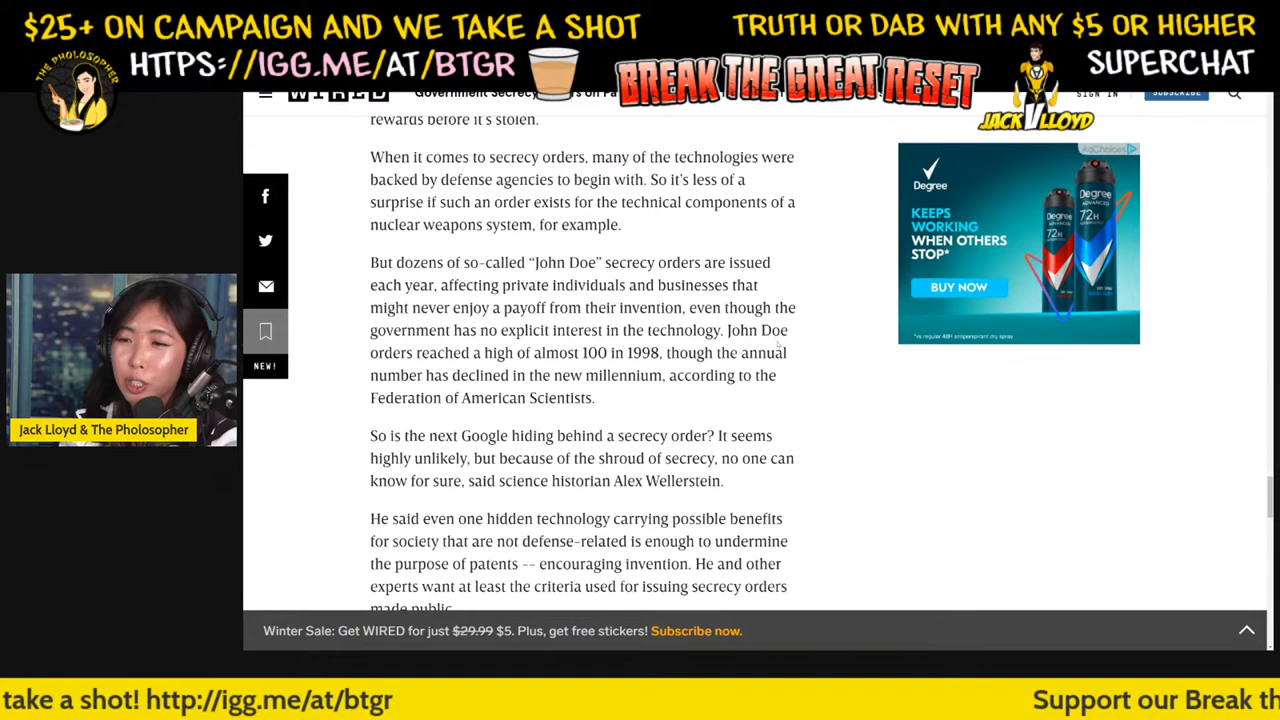 $25+ ON CAMPAIGN AND WE TAKE A SHOT
HTTPS://IGG.ME/AT/BTGR
THE PHOLOSOPHER
BREAK THE GREAT RESET
TRUTH OR DAB WITH ANY $5 OR HIGHER
SUPERCHAT
JACK V LLOYD
WIRED
Government Secrecy
on Pa
SIGN IN
SUBSCRIBE
rewards before it's stolen.
When it comes to secrecy orders, many of the technologies were
backed by defense agencies to begin with. So it's less of a
surprise if such an order exists for the technical components of a
nuclear weapons system, for example.
But dozens of so-called “John Doe” secrecy orders are issued
each year, affecting private individuals and businesses that
might never enjoy a payoff from their invention, even though the
government has no explicit interest in the technology. John Doe
orders reached a high of almost 100 in 1998, though the annual
number has declined in the new millennium, according to the
Federation of American Scientists.
So is the next Google hiding behind a secrecy order? It seems
highly unlikely, but because of the shroud of secrecy, no one can
know for sure, said science historian Alex Wellerstein.
He said even one hidden technology carrying possible benefits
for society that are not defense-related is enough to undermine
the purpose of patents -- encouraging invention. He and other
experts want at least the criteria used for issuing secrecy orders
made public.
NEW!
AdChoices
Degree
KEEPS
WORKING
WHEN OTHERS
STOP*
BUY NOW
*vs regular 48H antiperspirant dry spray
Degree
ADVANCED
72H
Degree
ADVANCED
72H
Jack Lloyd & The Pholosopher
Winter Sale: Get WIRED for just $29.99 $5. Plus, get free stickers! Subscribe now.
take a shot! http://igg.me/at/btgr
Support our Break th